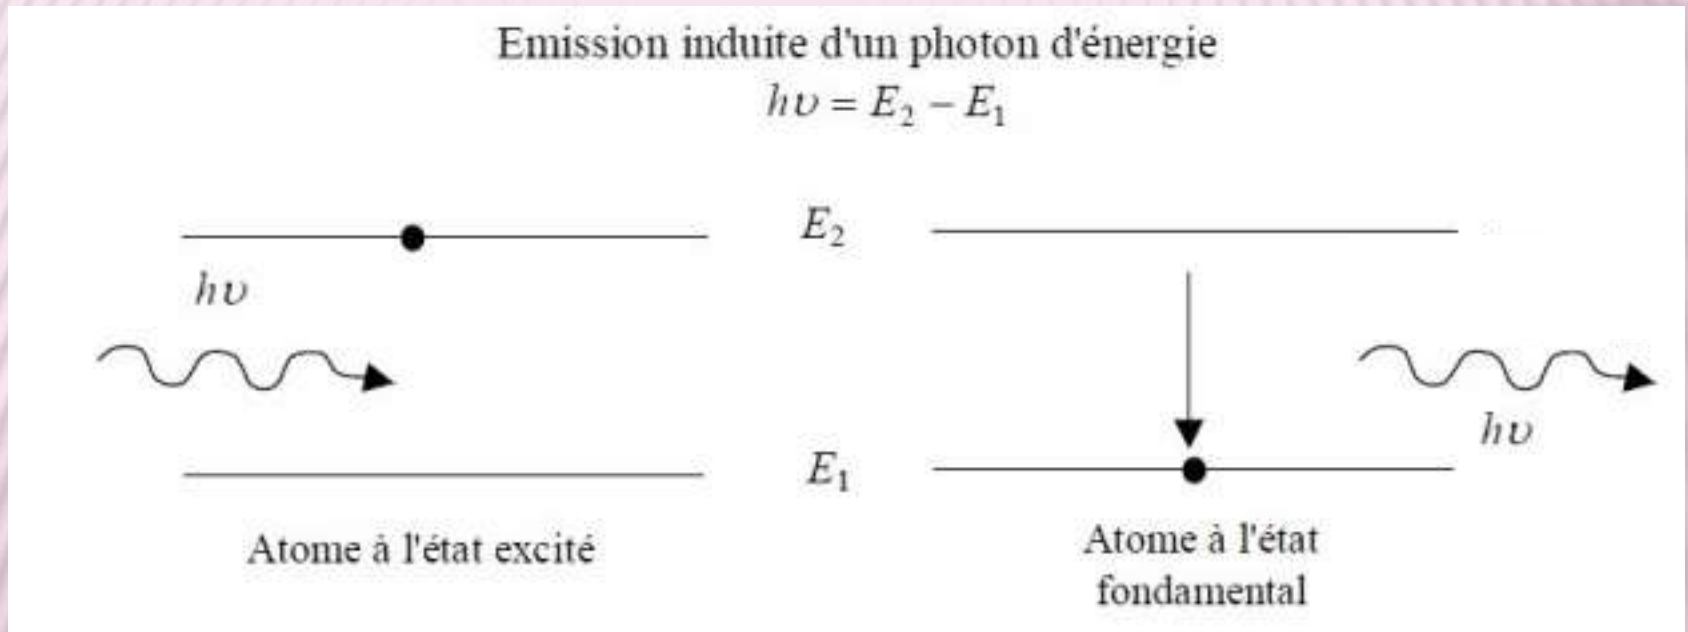 Emission induite d'un photon d'énergie
hυ = E₂ − E₁
E₂
hυ
hυ
E₁
Atome à l'état excité
Atome à l'état
fondamental